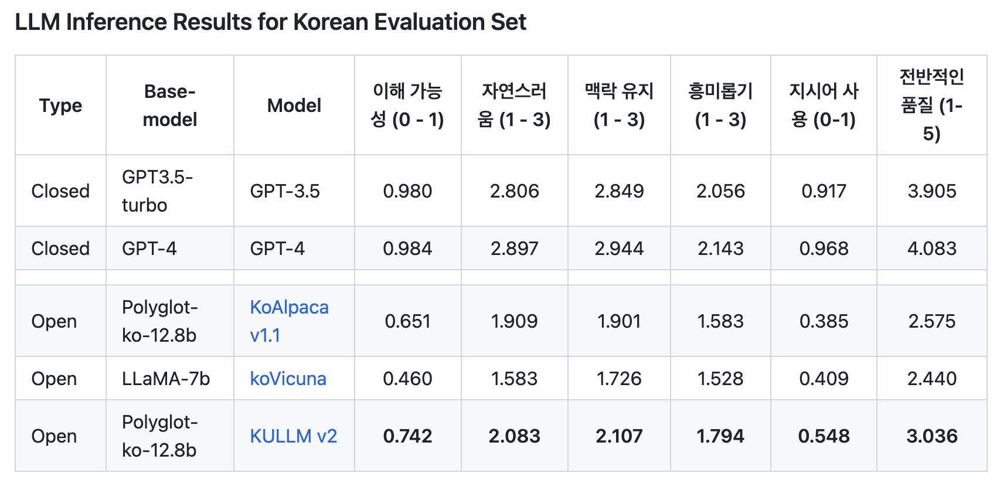 LLM Inference Results for Korean Evaluation Set
Type
Base-
model
Model
이해 가능
성 (0 - 1)
자연스러
움 (1 - 3)
맥락 유지
(1 - 3)
흥미롭기
(1 - 3)
지시어 사
용 (0-1)
전반적인
품질 (1-
5)
Closed
GPT3.5-
turbo
GPT-3.5
0.980
2.806
2.849
2.056
0.917
3.905
Closed
GPT-4
GPT-4
0.984
2.897
2.944
2.143
0.968
4.083
Open
Polyglot-
ko-12.8b
KoAlpaca
v1.1
0.651
1.909
1.901
1.583
0.385
2.575
Open
LLaMA-7b
koVicuna
0.460
1.583
1.726
1.528
0.409
2.440
Open
Polyglot-
ko-12.8b
KULLM v2
0.742
2.083
2.107
1.794
0.548
3.036